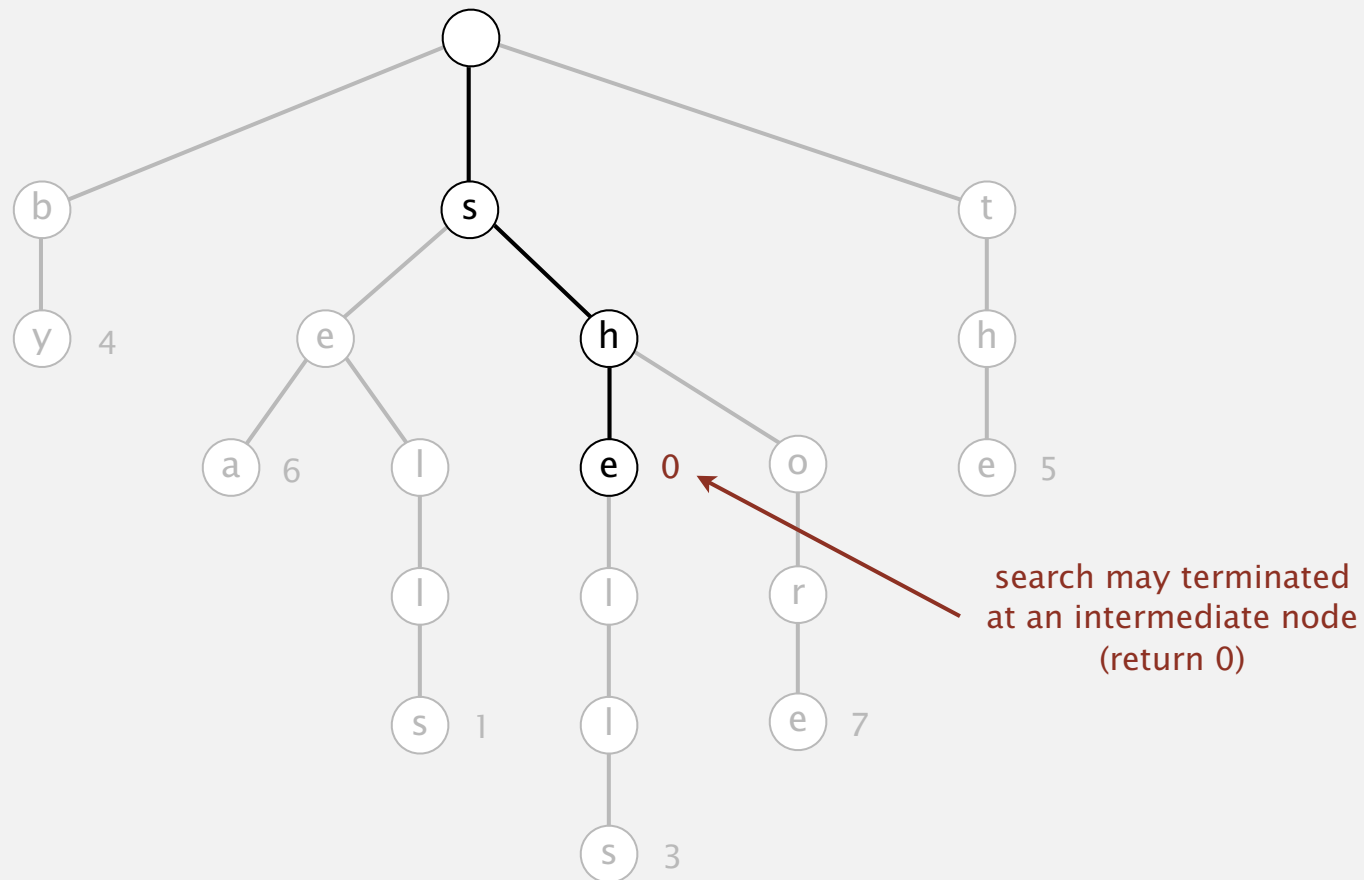 b s t
y 4 e h h
a 6 l e 0 o e 5
l l r
search may terminated
at an intermediate node
(return 0)
s 1 l e 7
s 3